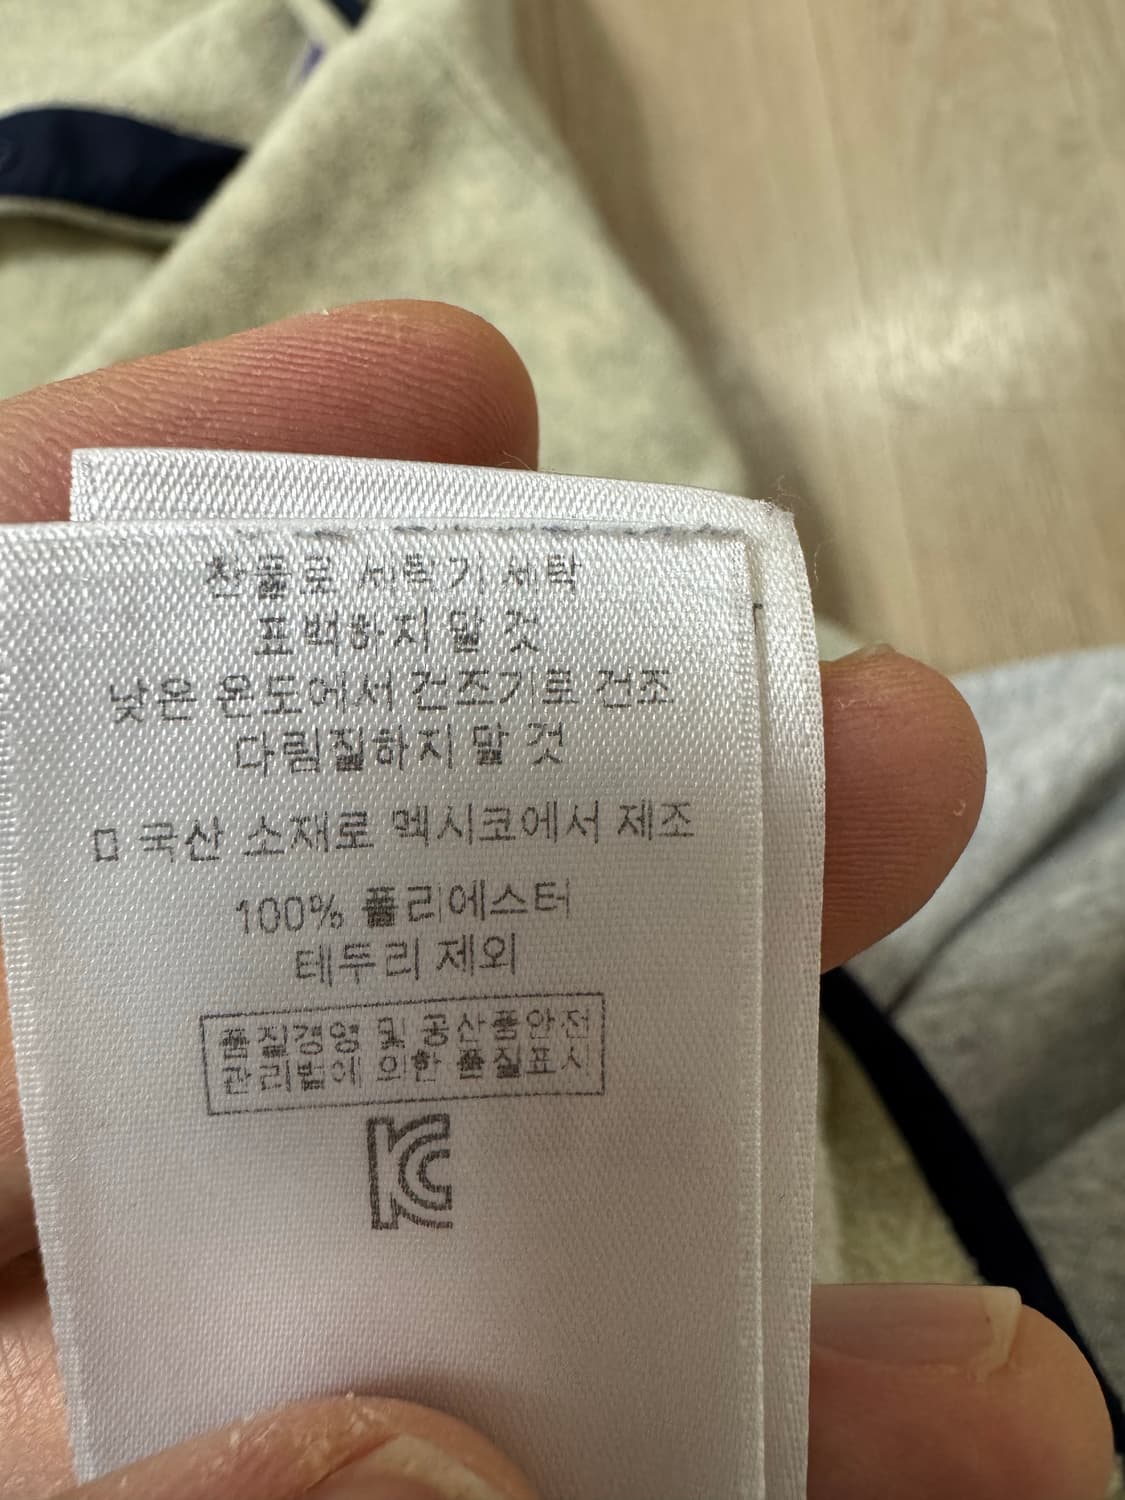 찬물로 세탁기 세탁
표백하지 말 것
낮은 온도에서 건조기로 건조
다림질하지 말 것
미국산 소재로 멕시코에서 제조
100% 폴리에스터
테두리 제외
품질경영 및 공산품안전
관리법에 의한 품질표시
KC